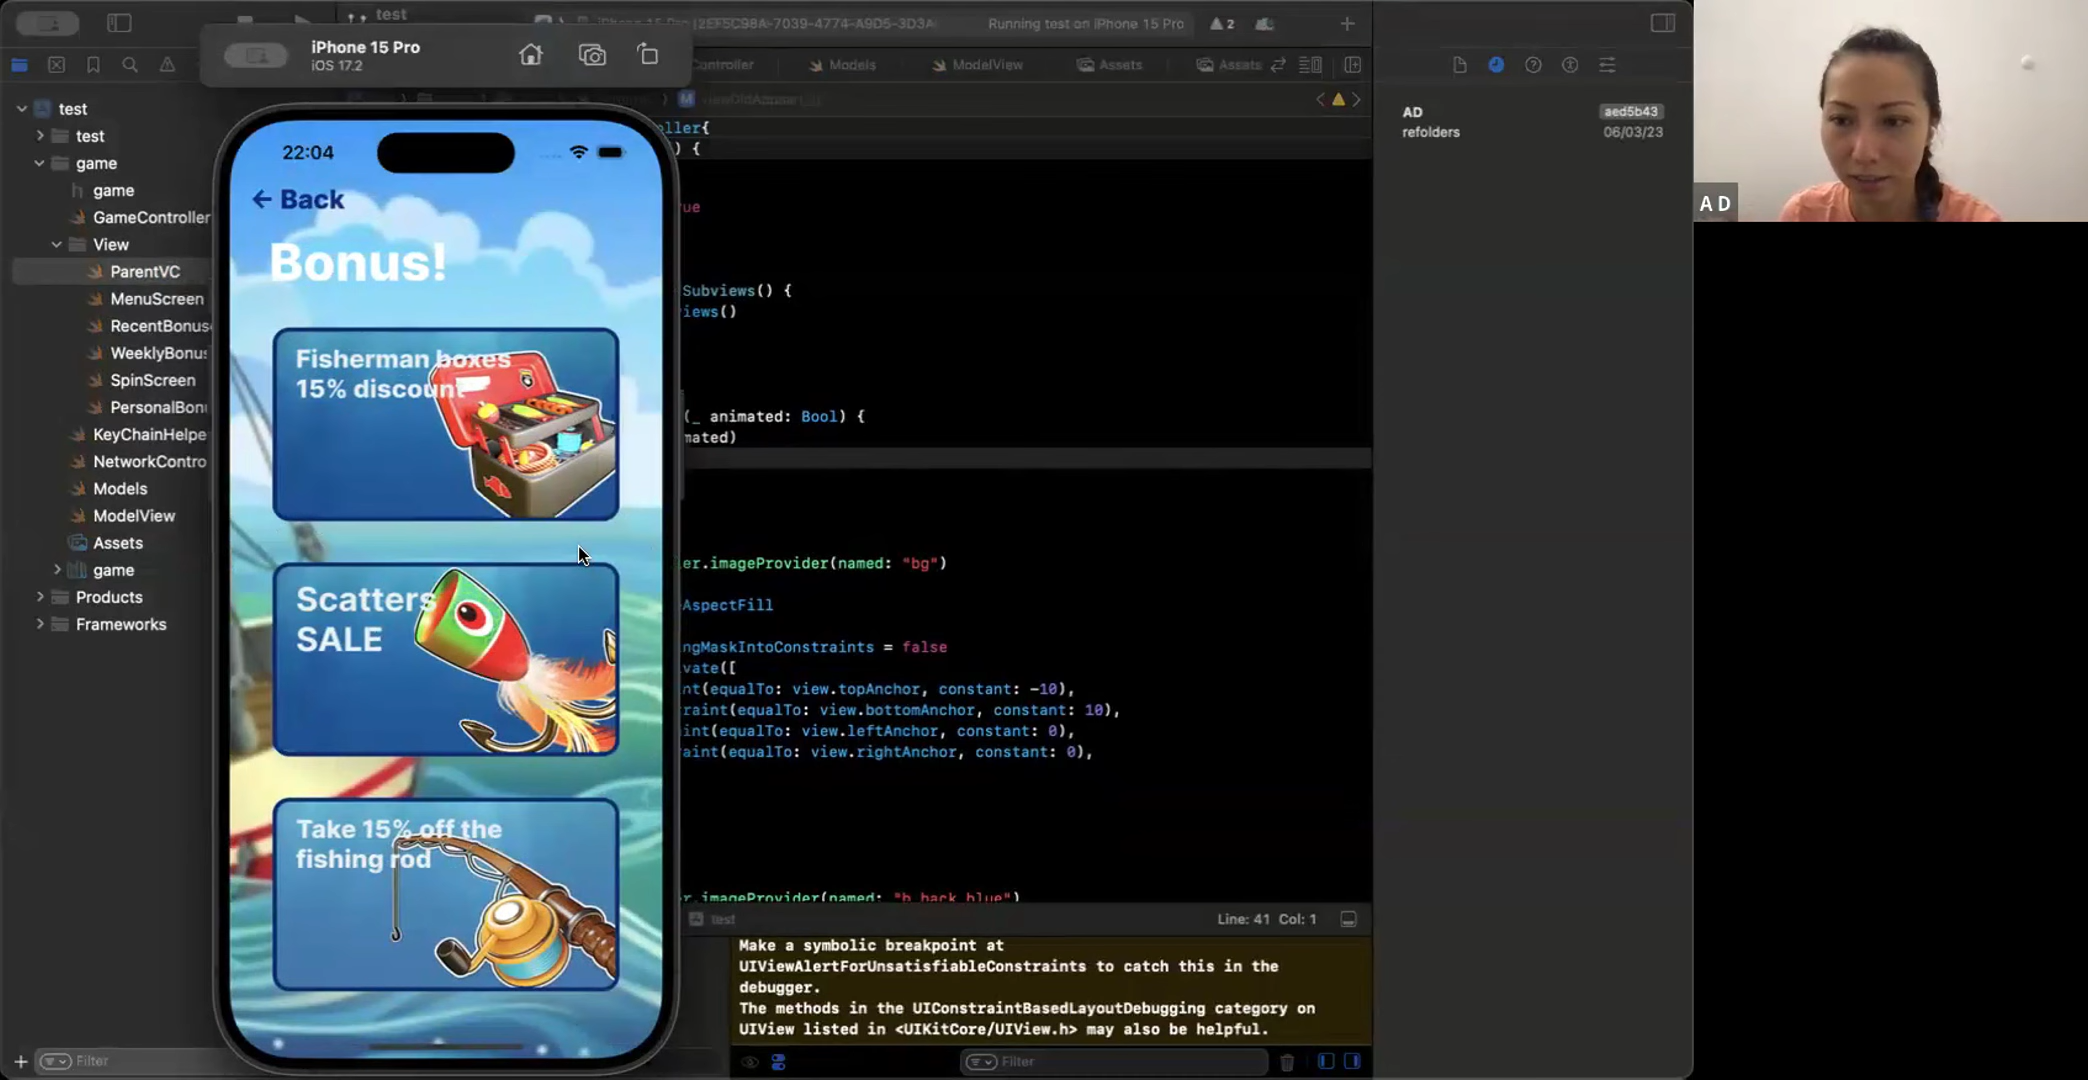 test
iPhone 15 Pro
iOS 17.2
Running test on iPhone 15 Pro
2
Models
ModelView
Assets
Assets
test
test
game
game
GameController
View
ParentVC
MenuScreen
RecentBonus
WeeklyBonus
SpinScreen
PersonalBonu
KeyChainHelpe
NetworkContro
Models
ModelView
Assets
game
Products
Frameworks
Filter
22:04
← Back
Bonus!
Fisherman boxes
15% discount
Scatters
SALE
Take 15% off the
fishing rod
ller{
) {
ue
Subviews() {
iews()
(_ animated: Bool) {
mated)
er.imageProvider(named: "bg")
AspectFill
ngMaskIntoConstraints = false
vate([
nt(equalTo: view.topAnchor, constant: -10),
raint(equalTo: view.bottomAnchor, constant: 10),
int(equalTo: view.leftAnchor, constant: 0),
aint(equalTo: view.rightAnchor, constant: 0),
r.imageProvider(named: "b_back_blue")
test
Line: 41 Col: 1
Make a symbolic breakpoint at
UIViewAlertForUnsatisfiableConstraints to catch this in the
debugger.
The methods in the UIConstraintBasedLayoutDebugging category on
UIView listed in <UIKitCore/UIView.h> may also be helpful.
Filter
AD
aed5b43
refolders
06/03/23
A D